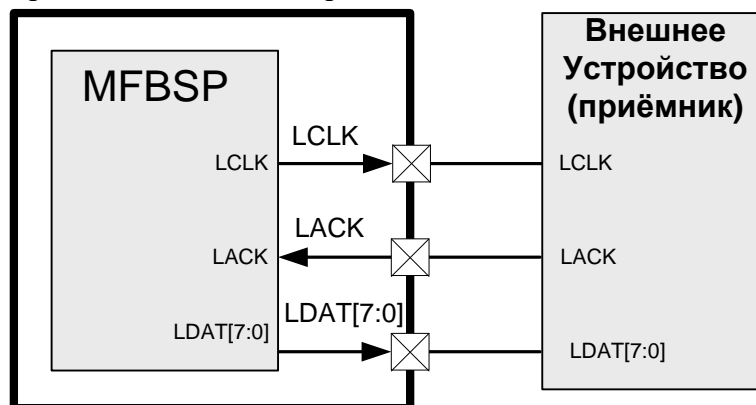 MFBSP
Внешнее
Устройство
(приёмник)
LCLK
LCLK
LCLK
LACK
LACK
LACK
LDAT[7:0]
LDAT[7:0]
LDAT[7:0]